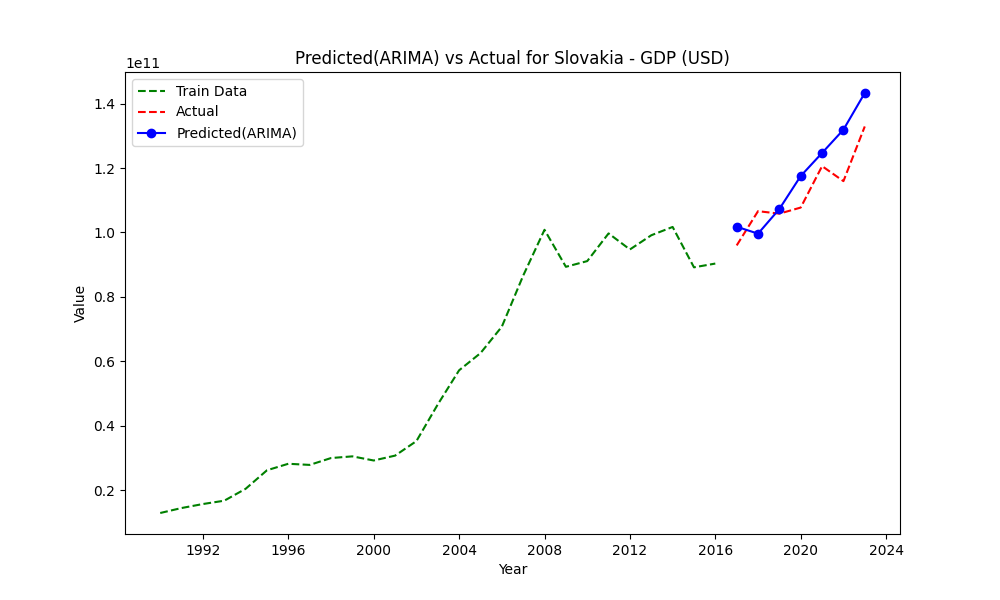 Predicted(ARIMA) vs Actual for Slovakia - GDP (USD)
1e11
Train Data
Actual
Predicted(ARIMA)
1.4
1.2
1.0
0.8
0.6
0.4
0.2
Value
1992 1996 2000 2004 2008 2012 2016 2020 2024
Year